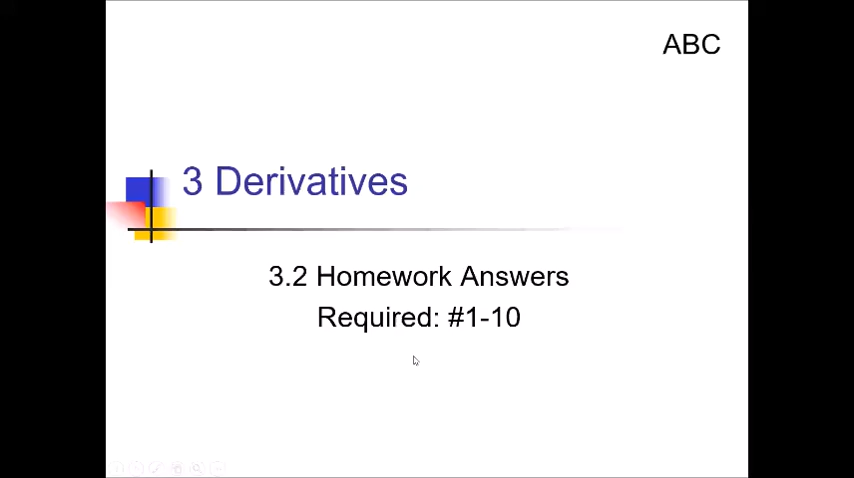 ABC
3 Derivatives
3.2 Homework Answers
Required: #1-10